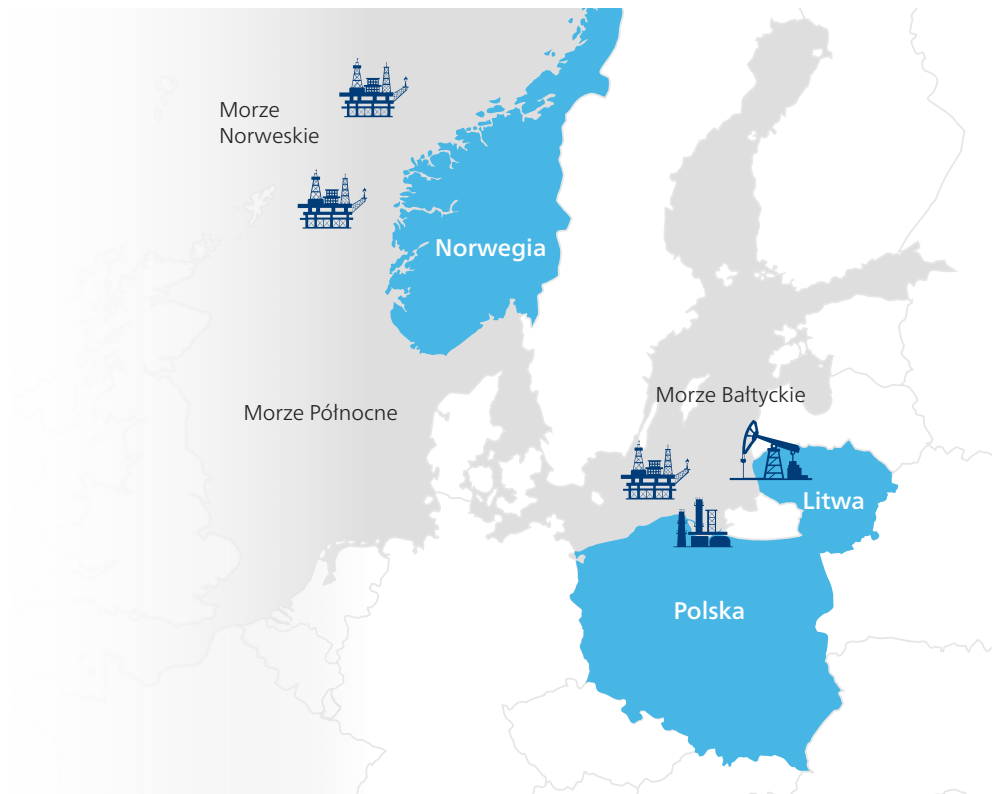 Morze
Norweskie
Norwegia
Morze Bałtyckie
Morze Północne
Litwa
Polska